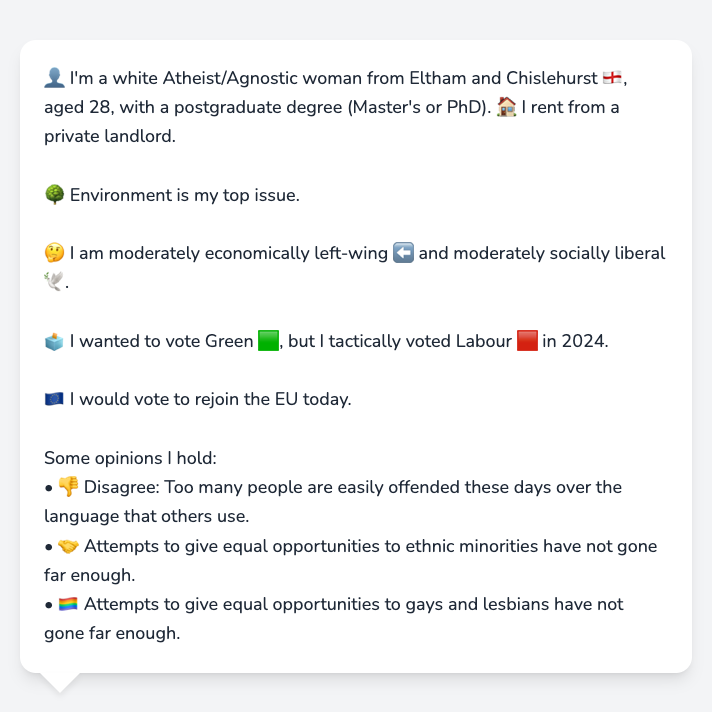 👤 I'm a white Atheist/Agnostic woman from Eltham and Chislehurst 🏴󠁧󠁢󠁥󠁮󠁧󠁿,
aged 28, with a postgraduate degree (Master's or PhD). 🏠 I rent from a
private landlord.
🌳 Environment is my top issue.
🤔 I am moderately economically left-wing ⬅️ and moderately socially liberal
🕊️.
🗳️ I wanted to vote Green 🟩, but I tactically voted Labour 🟥 in 2024.
🇪🇺 I would vote to rejoin the EU today.
Some opinions I hold:
• 👎 Disagree: Too many people are easily offended these days over the
language that others use.
• 🤝 Attempts to give equal opportunities to ethnic minorities have not gone
far enough.
• 🏳️‍🌈 Attempts to give equal opportunities to gays and lesbians have not
gone far enough.